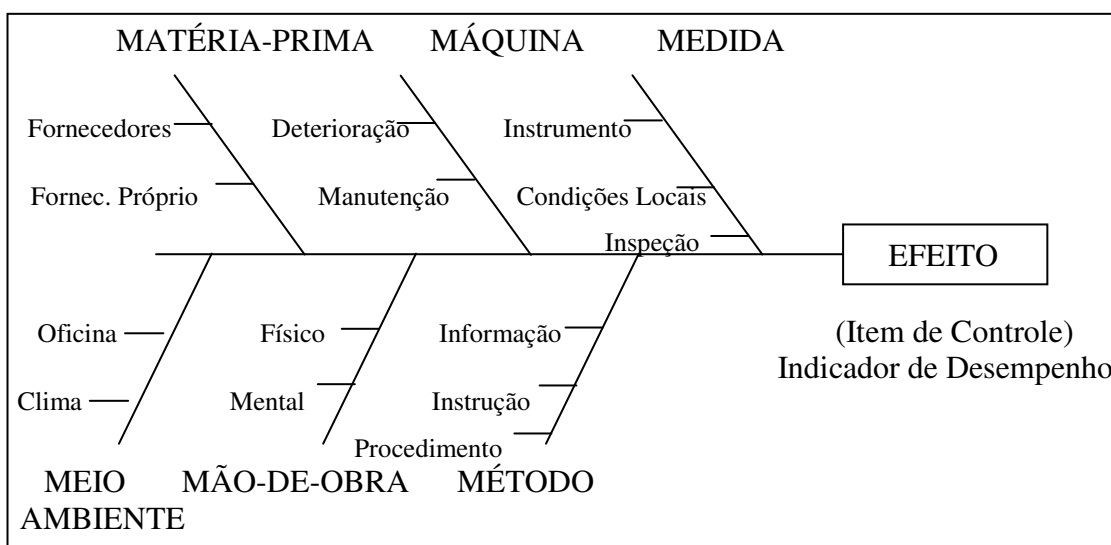 MATÉRIA-PRIMA MÁQUINA MEDIDA
Fornecedores Deterioração Instrumento
Fornec. Próprio Manutenção Condições Locais
Inspeção
EFEITO
Oficina Físico Informação
(Item de Controle)
Indicador de Desempenho
Clima Mental Instrução
Procedimento
MEIO MÃO-DE-OBRA MÉTODO
AMBIENTE